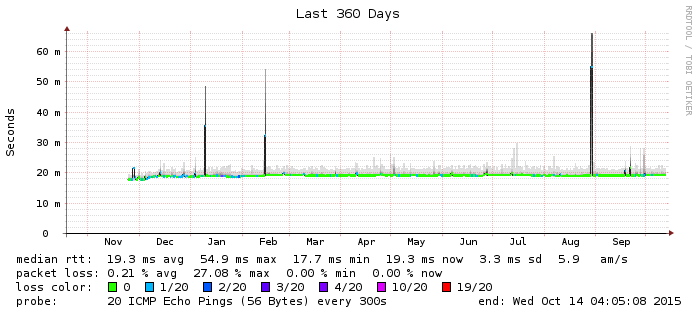 Last 360 Days
RRDTOOL / TOBI OETIKER
Seconds
60 m
50 m
40 m
30 m
20 m
10 m
0
Nov Dec Jan Feb Mar Apr May Jun Jul Aug Sep
median rtt: 19.3 ms avg 54.9 ms max 17.7 ms min 19.3 ms now 3.3 ms sd 5.9 am/s
packet loss: 0.21 % avg 27.08 % max 0.00 % min 0.00 % now
loss color: 0 1/20 2/20 3/20 4/20 10/20 19/20
probe: 20 ICMP Echo Pings (56 Bytes) every 300s end: Wed Oct 14 04:05:08 2015